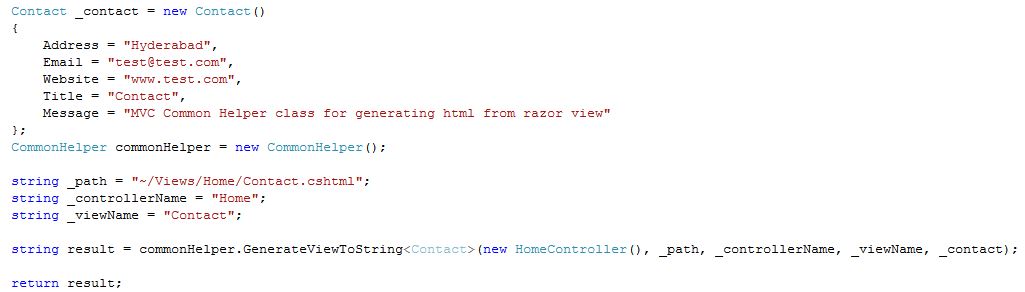 Contact _contact = new Contact()
{
    Address = "Hyderabad",
    Email = "test@test.com",
    Website = "www.test.com",
    Title = "Contact",
    Message = "MVC Common Helper class for generating html from razor view"
};
CommonHelper commonHelper = new CommonHelper();

string _path = "~/Views/Home/Contact.cshtml";
string _controllerName = "Home";
string _viewName = "Contact";

string result = commonHelper.GenerateViewToString<Contact>(new HomeController(), _path, _controllerName, _viewName, _contact);

return result;